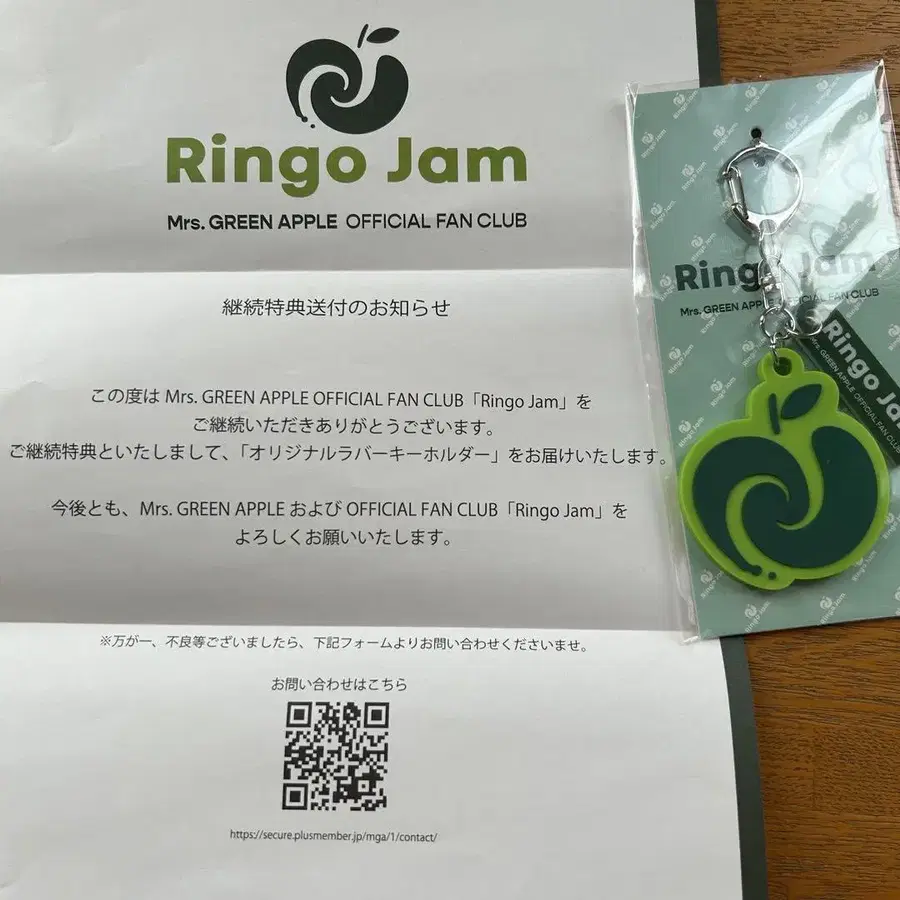 Ringo Jam
Mrs. GREEN APPLE OFFICIAL FAN CLUB
継続特典送付のお知らせ
この度は Mrs. GREEN APPLE OFFICIAL FAN CLUB「Ringo Jam」を
ご継続いただきありがとうございます。
ご継続特典といたしまして、「オリジナルラバーキーホルダー」をお届けいたします。
今後とも、Mrs. GREEN APPLE および OFFICIAL FAN CLUB「Ringo Jam」を
よろしくお願いいたします。
※万が一、不良等ございましたら、下記フォームよりお問い合わせくださいませ。
お問い合わせはこちら
https://secure.plusmember.jp/mga/1/contact/
Ringo Jam
Mrs. GREEN APPLE OFFICIAL FAN CLUB
Ringo Ja
Mrs. GREEN APPLE OFFICIAL FAN CLU